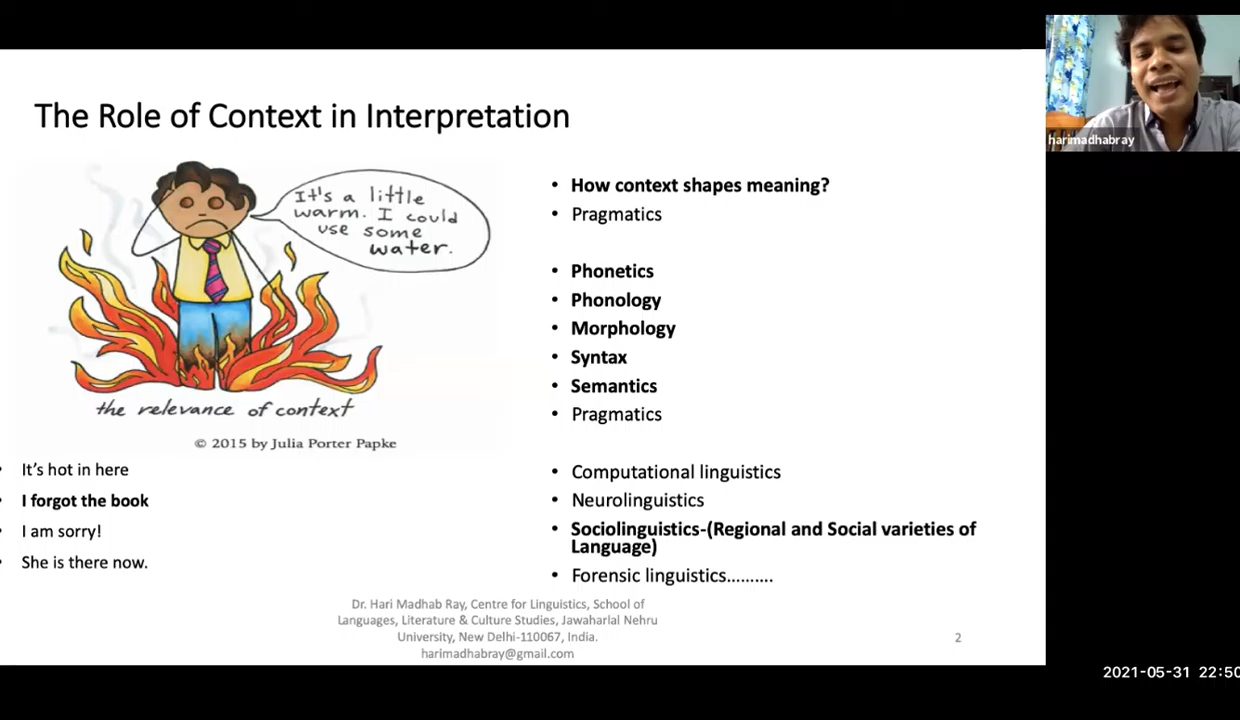 The Role of Context in Interpretation
It's a little
warm. I could
use some
water.
the relevance of context
© 2015 by Julia Porter Papke
• It's hot in here
• I forgot the book
• I am sorry!
• She is there now.
• How context shapes meaning?
• Pragmatics
• Phonetics
• Phonology
• Morphology
• Syntax
• Semantics
• Pragmatics
• Computational linguistics
• Neurolinguistics
• Sociolinguistics-(Regional and Social varieties of
Language)
• Forensic linguistics..........
Dr. Hari Madhab Ray, Centre for Linguistics, School of
Languages, Literature & Culture Studies, Jawaharlal Nehru
University, New Delhi-110067, India.
harimadhabray@gmail.com
2
harimadhabray
2021-05-31 22:50